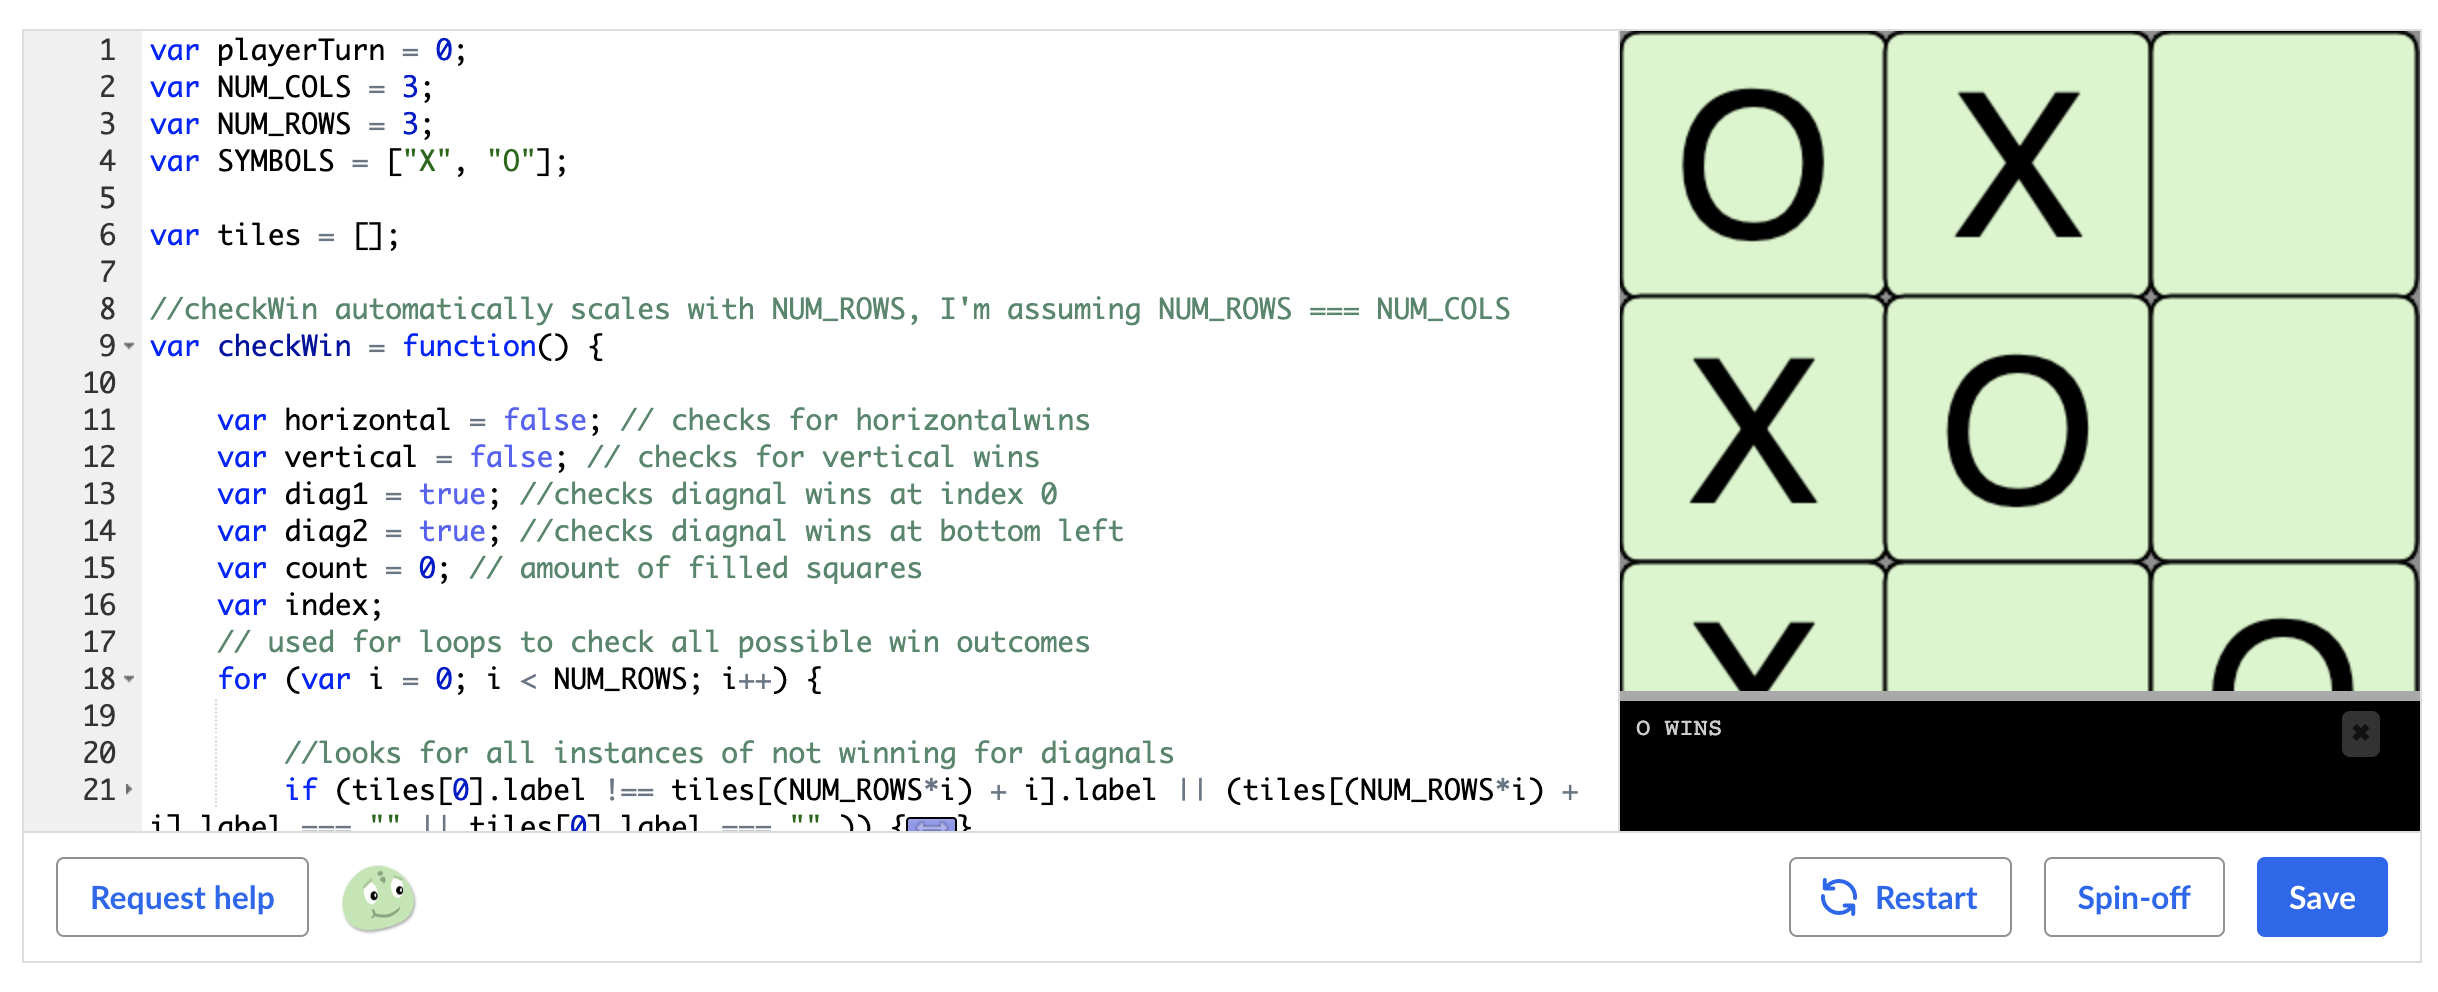 1 var playerTurn = 0;
2 var NUM_COLS = 3;
3 var NUM_ROWS = 3;
4 var SYMBOLS = ["X", "O"];
5
6 var tiles = [];
7
8 //checkWin automatically scales with NUM_ROWS, I'm assuming NUM_ROWS === NUM_COLS
9 var checkWin = function() {
10
11 var horizontal = false; // checks for horizontalwins
12 var vertical = false; // checks for vertical wins
13 var diag1 = true; //checks diagnal wins at index 0
14 var diag2 = true; //checks diagnal wins at bottom left
15 var count = 0; // amount of filled squares
16 var index;
17 // used for loops to check all possible win outcomes
18 for (var i = 0; i < NUM_ROWS; i++) {
19
20 //looks for all instances of not winning for diagnals
21 if (tiles[0].label !== tiles[(NUM_ROWS*i) + i].label || (tiles[(NUM_ROWS*i) +
i].label === "" || tiles[0].label === "" )) {}
O X
X O
X O
O WINS
Request help
Restart
Spin-off
Save